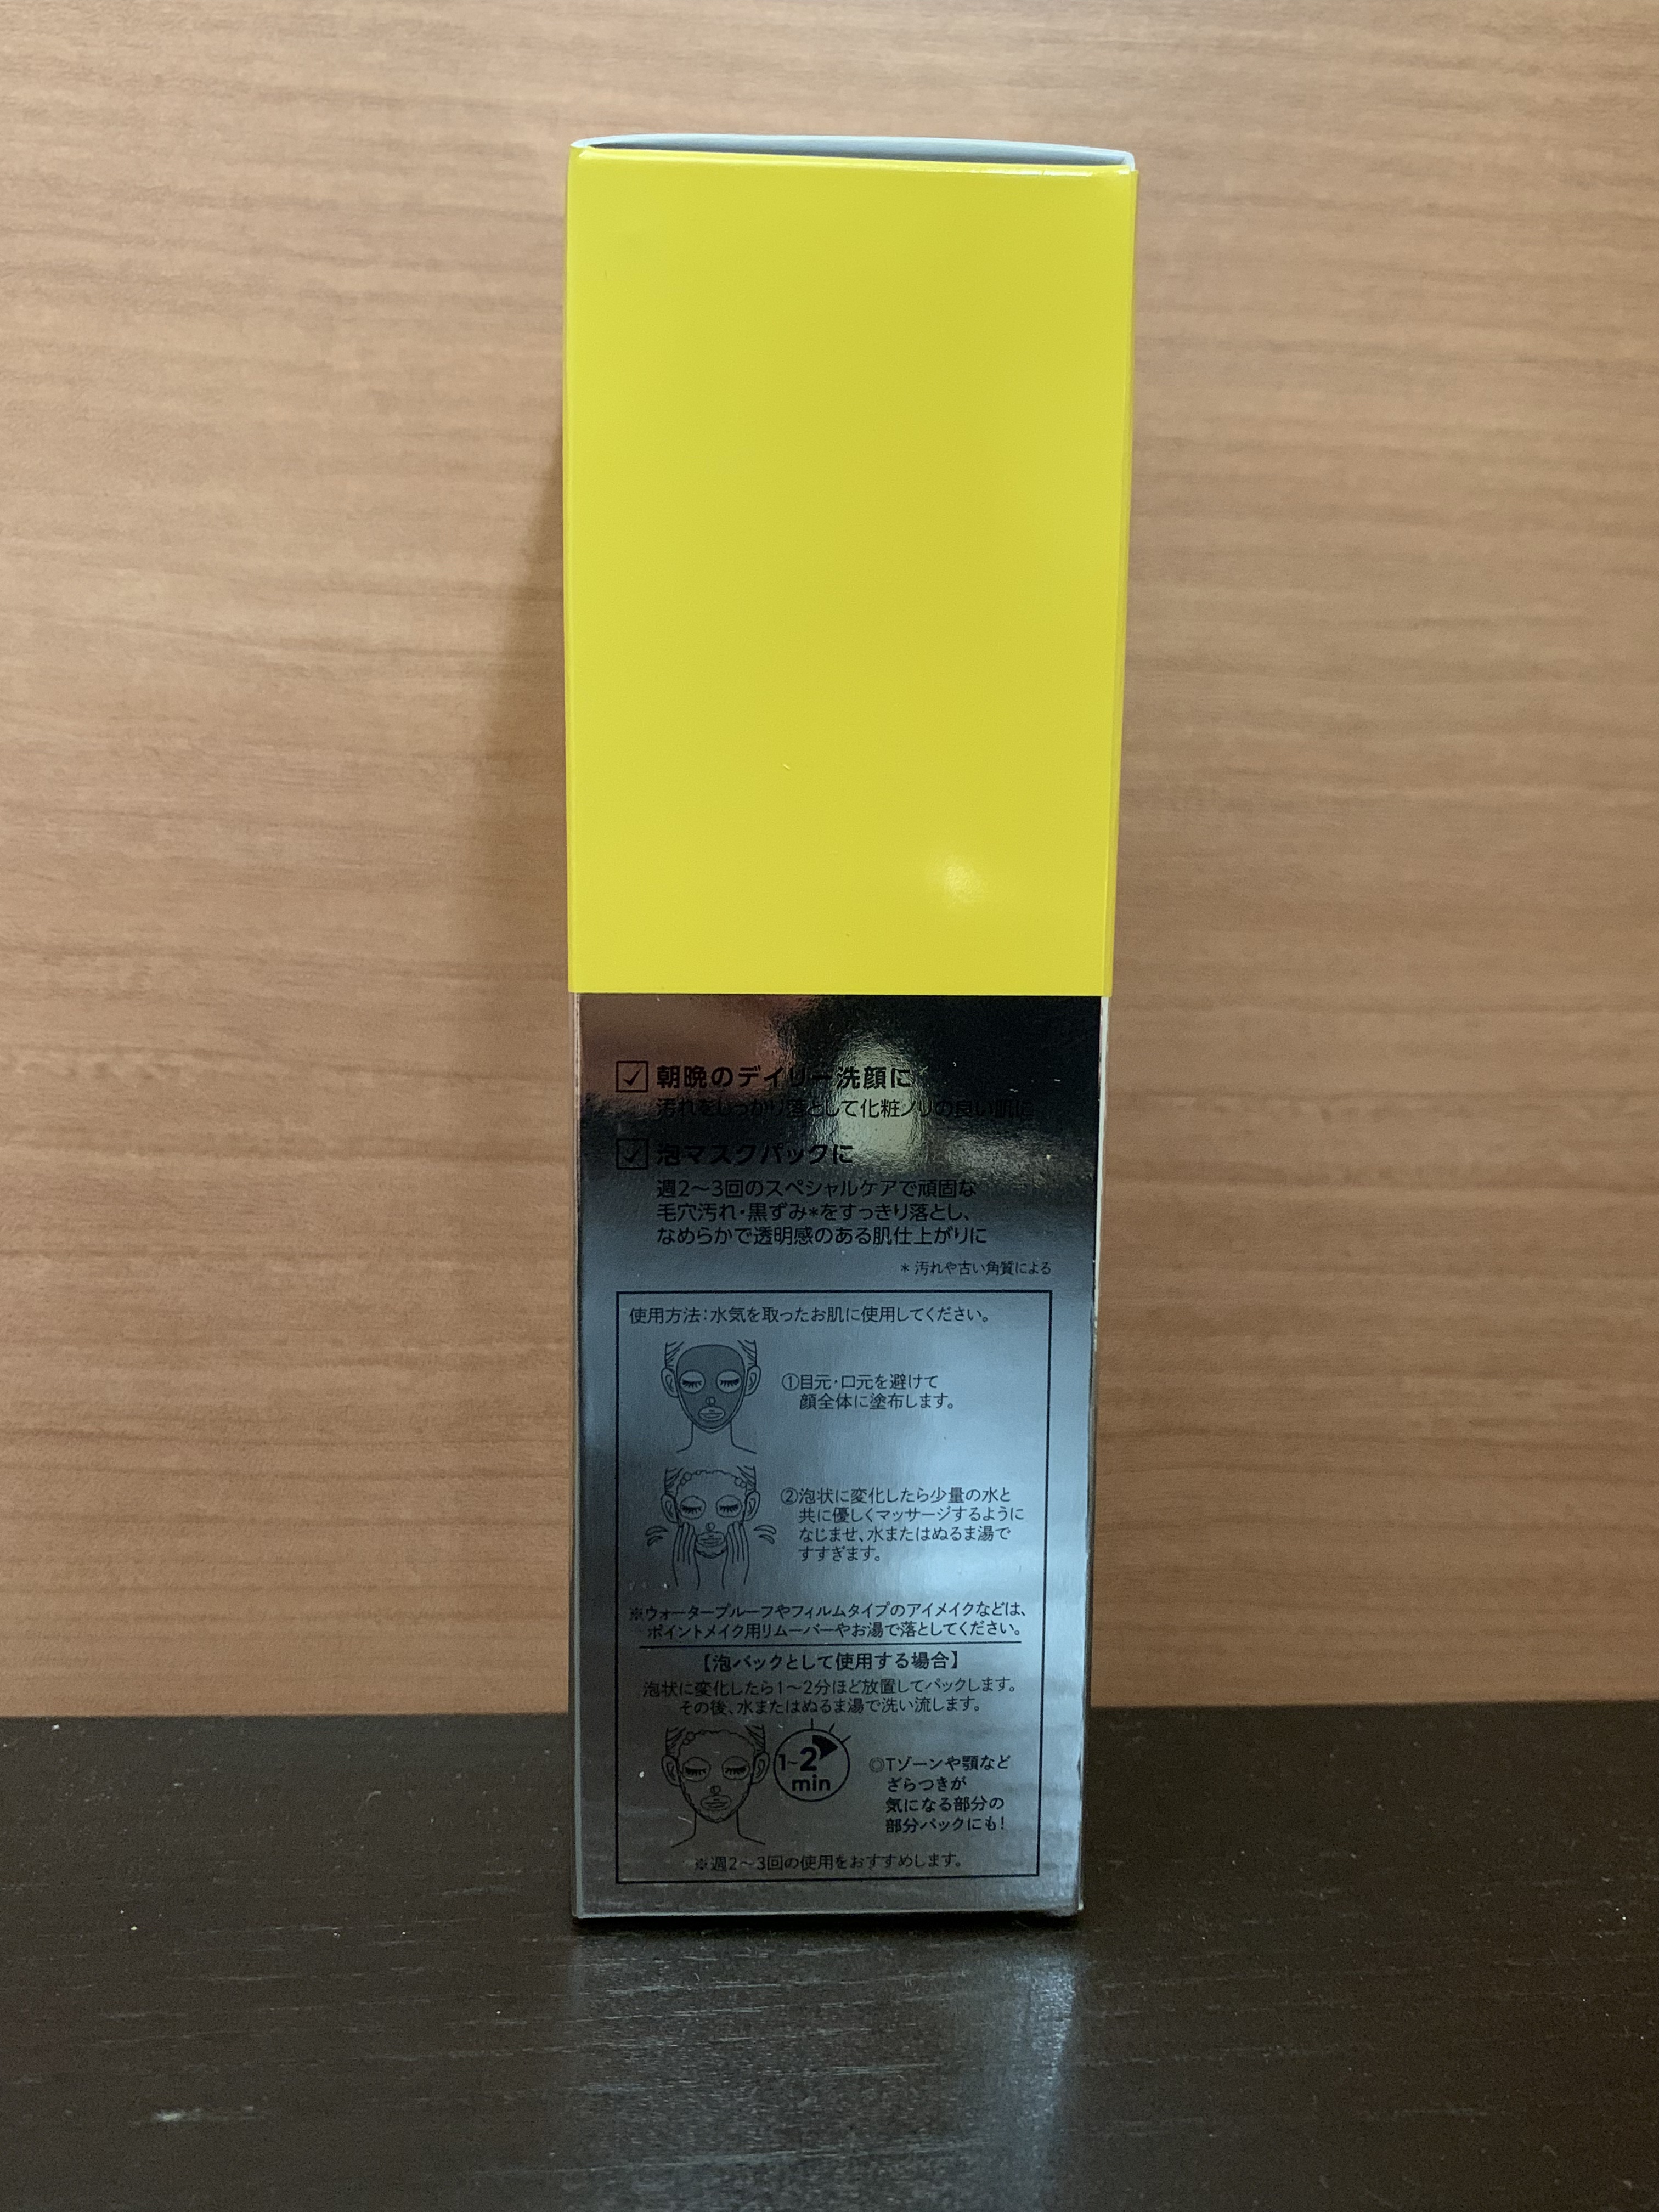 朝晩のデイリー洗顔に
汚れをしっかり落として化粧ノリの良い肌に
泡マスクパックに
週2～3回のスペシャルケアで頑固な
毛穴汚れ・黒ずみ*をすっきり落とし、
なめらかで透明感のある肌仕上がりに
* 汚れや古い角質による
使用方法：水気を取ったお肌に使用してください。
①目元・口元を避けて
顔全体に塗布します。
②泡状に変化したら少量の水と
共に優しくマッサージするように
なじませ、水またはぬるま湯で
すすぎます。
※ウォータープルーフやフィルムタイプのアイメイクなどは、
ポイントメイク用リムーバーやお湯で落としてください。
【泡パックとして使用する場合】
泡状に変化したら1～2分ほど放置してパックします。
その後、水またはぬるま湯で洗い流します。
1~2
min
◎Tゾーンや顎など
ざらつきが
気になる部分の
部分パックにも!
※週2～3回の使用をおすすめします。